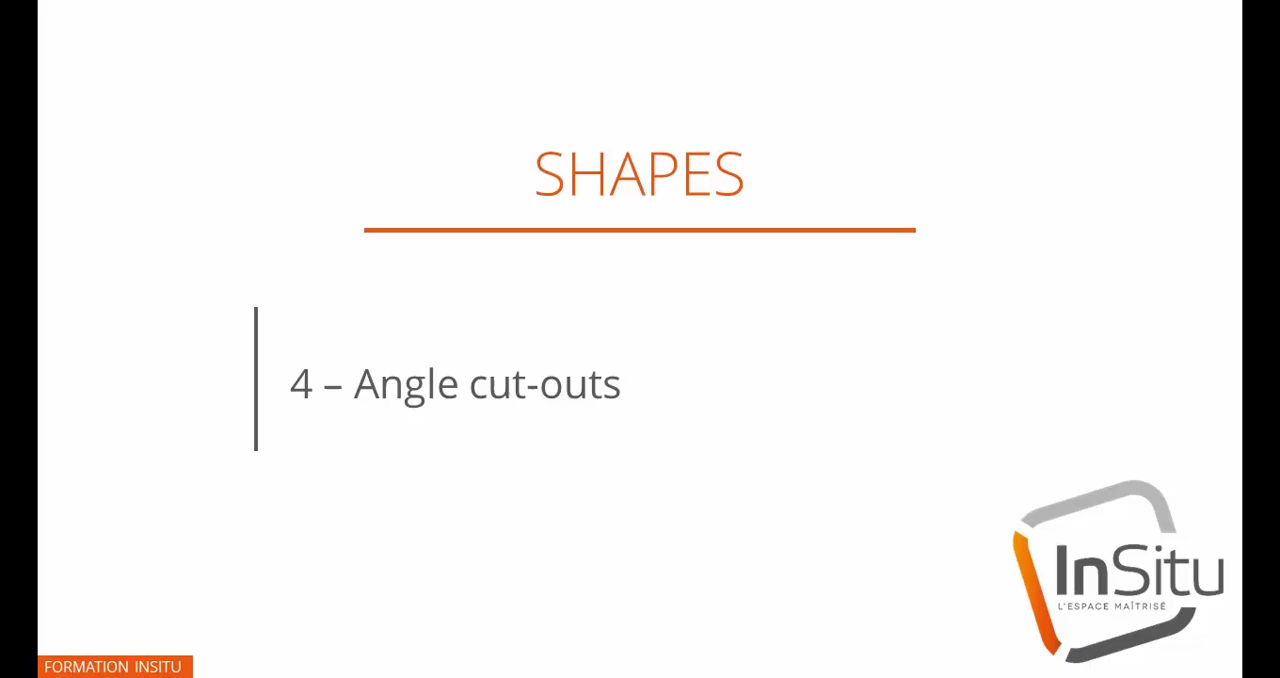 SHAPES
4 – Angle cut-outs
InSitu
L'ESPACE MAÎTRISÉ
FORMATION INSITU